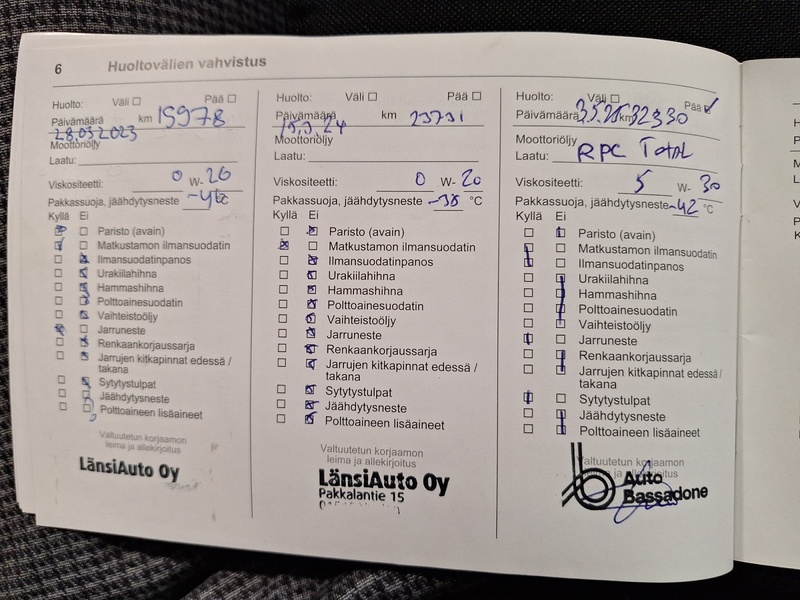 6 Huoltovälien vahvistus
Huolto: Väli Pää
Päivämäärä km 15978
28.03 2023
Moottoriöljy
Laatu:
Viskositeetti: 0 W- 20
Pakkassuoja, jäähdytysneste
Kyllä Ei
Paristo (avain)
Matkustamon ilmansuodatin
Ilmansuodatinpanos
Urakiilahihna
Hammashihna
Polttoainesuodatin
Vaihteistoöljy
Jarruneste
Renkaankorjaussarja
Jarrujen kitkapinnat edessä /
takana
Sytytystulpat
Jäähdytysneste
Polttoaineen lisäaineet
Valtuutetun korjaamon
leima ja allekirjoitus
LänsiAuto Oy
Huolto: Väli Pää
Päivämäärä km 23731
Moottoriöljy
Laatu:
Viskositeetti: 0 W- 20
Pakkassuoja, jäähdytysneste -38 °C
Kyllä Ei
Paristo (avain)
Matkustamon ilmansuodatin
Ilmansuodatinpanos
Urakiilahihna
Hammashihna
Polttoainesuodatin
Vaihteistoöljy
Jarruneste
Renkaankorjaussarja
Jarrujen kitkapinnat edessä /
takana
Sytytystulpat
Jäähdytysneste
Polttoaineen lisäaineet
Valtuutetun korjaamon
leima ja allekirjoitus
LänsiAuto Oy
Pakkalantie 15
Huolto: Väli Pää
Päivämäärä 3.5.25 km 32330
Moottoriöljy
Laatu: RPC Total
Viskositeetti: 5 W- 30
Pakkassuoja, jäähdytysneste -42 °C
Kyllä Ei
Paristo (avain)
Matkustamon ilmansuodatin
Ilmansuodatinpanos
Urakiilahihna
Hammashihna
Polttoainesuodatin
Vaihteistoöljy
Jarruneste
Renkaankorjaussarja
Jarrujen kitkapinnat edessä /
takana
Sytytystulpat
Jäähdytysneste
Polttoaineen lisäaineet
Valtuutetun korjaamon
leima ja allekirjoitus
Auto
Bassadone